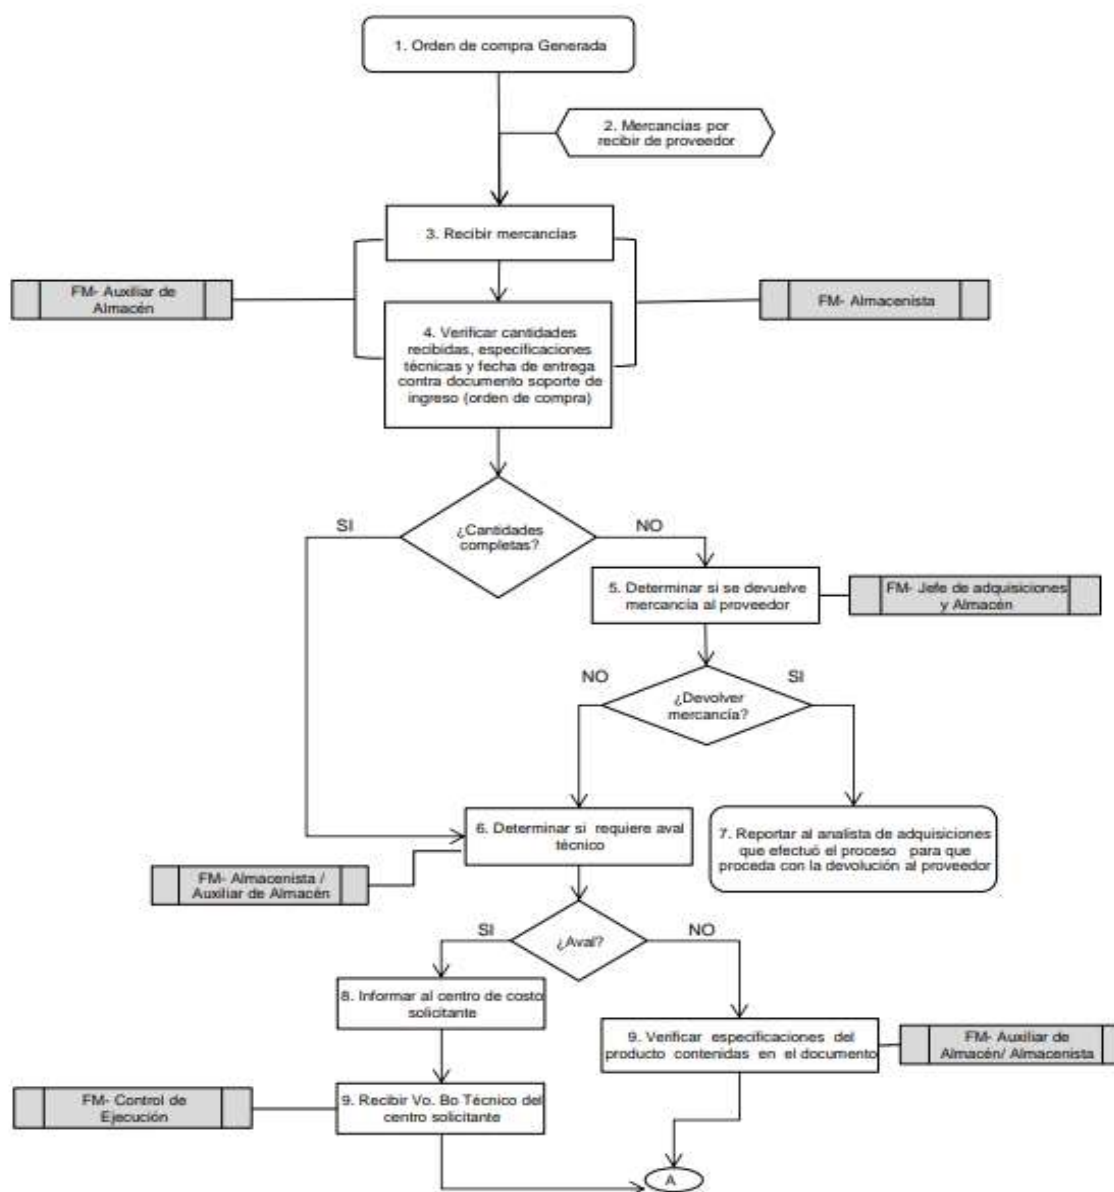 1. Orden de compra Generada
2. Mercancías por
recibir de proveedor
3. Recibir mercancías
FM- Auxiliar de
Almacén
FM- Almacenista
4. Verificar cantidades
recibidas, especificaciones
técnicas y fecha de entrega
contra documento soporte de
ingreso (orden de compra)
SI
¿Cantidades
completas?
NO
5. Determinar si se devuelve
mercancía al proveedor
FM- Jefe de adquisiciones
y Almacén
NO
¿Devolver
mercancía?
SI
6. Determinar si requiere aval
técnico
7. Reportar al analista de adquisiciones
que efectuó el proceso para que
proceda con la devolución al proveedor
FM- Almacenista /
Auxiliar de Almacén
SI
¿Aval?
NO
8. Informar al centro de costo
solicitante
9. Verificar especificaciones del
producto contenidas en el documento
FM- Auxiliar de
Almacén/ Almacenista
FM- Control de
Ejecución
9. Recibir Vo. Bo Técnico del
centro solicitante
A